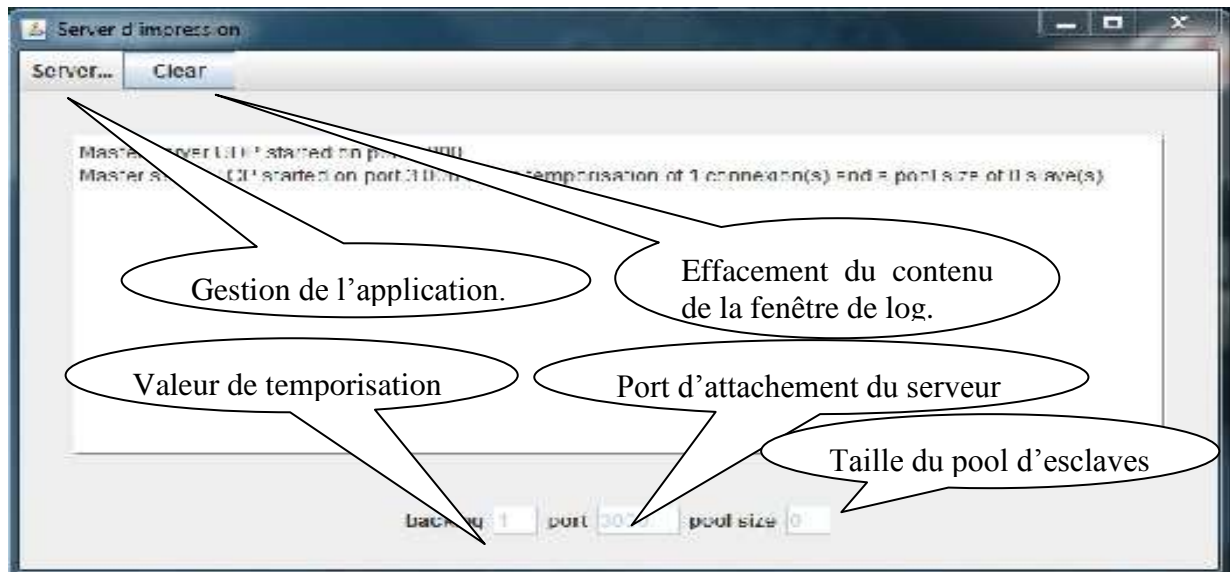 Server d'impression
Server... Clear
started on
started on port temporisation of 1 connexion(s) and a pool size of 0 slave(s)
Gestion de l’application.
Effacement du contenu
de la fenêtre de log.
Valeur de temporisation
Port d’attachement du serveur
Taille du pool d’esclaves
1 port pool size 0